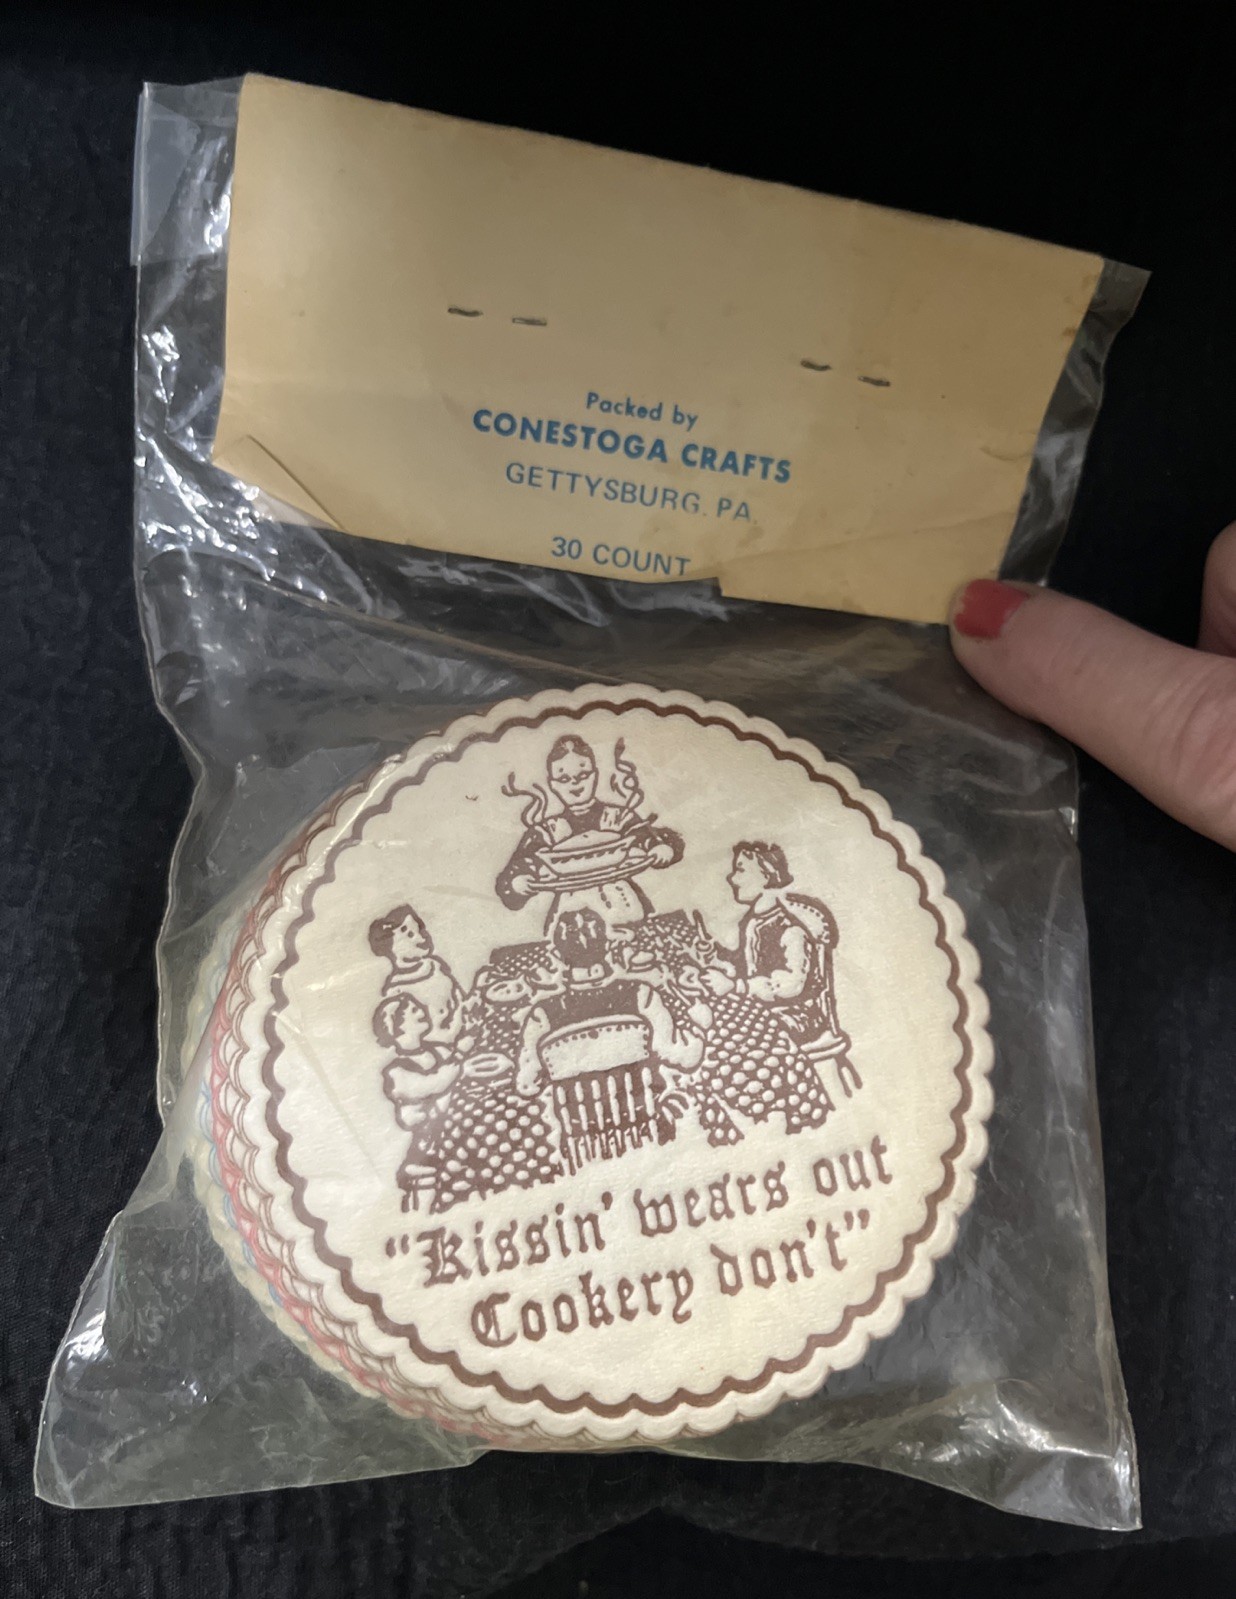 Packed by
CONESTOGA CRAFTS
GETTYSBURG, PA.
30 COUNT
"Kissin' wears out
Cookery don't"